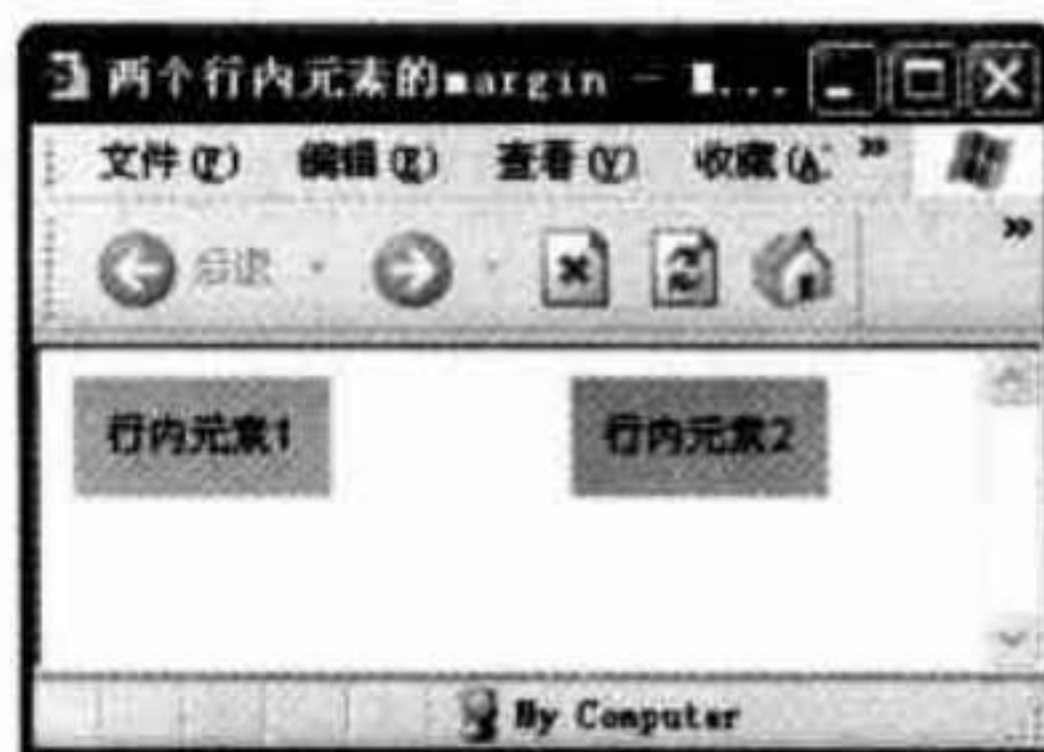 两个行内元素的margin - M...
文件(F) 编辑(E) 查看(V) 收藏(A) »
后退 »
行内元素1 行内元素2
My Computer